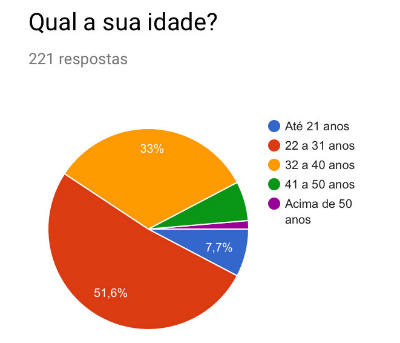 Qual a sua idade?
221 respostas
33%
7,7%
51,6%
Até 21 anos
22 a 31 anos
32 a 40 anos
41 a 50 anos
Acima de 50
anos